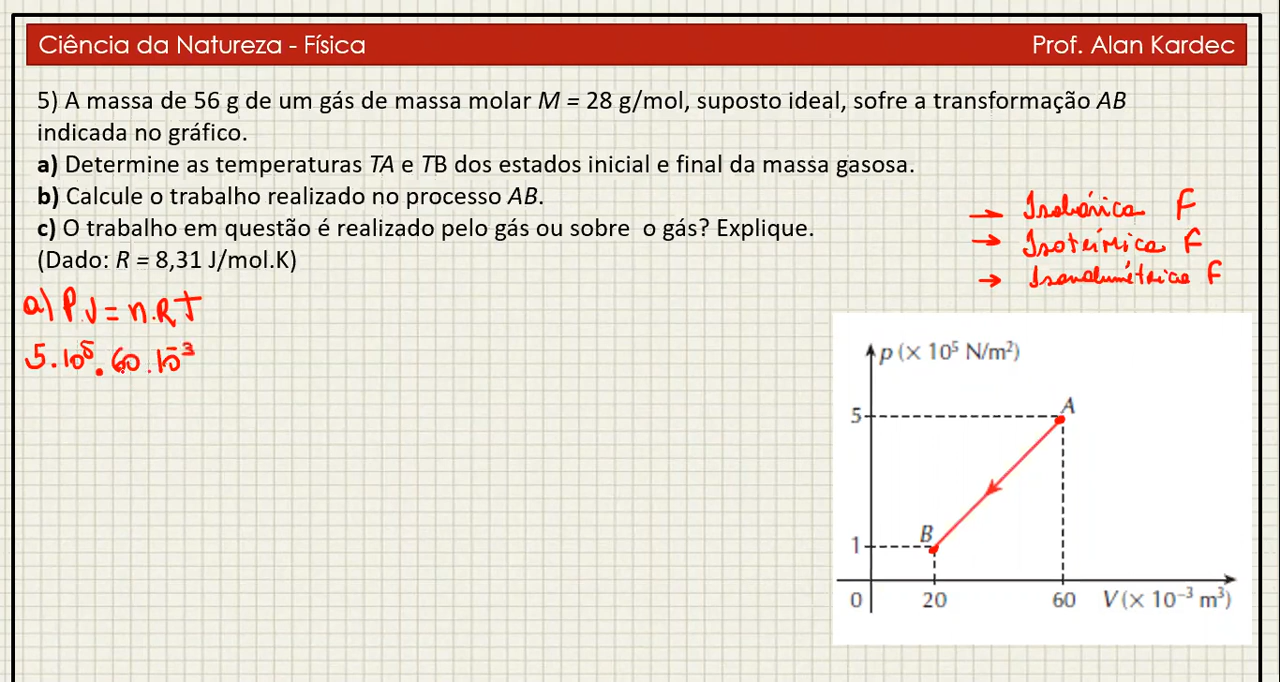 Ciência da Natureza - Física
Prof. Alan Kardec
5) A massa de 56 g de um gás de massa molar M = 28 g/mol, suposto ideal, sofre a transformação AB
indicada no gráfico.
a) Determine as temperaturas TA e TB dos estados inicial e final da massa gasosa.
b) Calcule o trabalho realizado no processo AB.
c) O trabalho em questão é realizado pelo gás ou sobre o gás? Explique.
(Dado: R = 8,31 J/mol.K)
→ Isobárica F
→ Isotérmica F
→ Isovolumétrica F
a) P.V = n.R.T
5.10⁵.60.10⁻³
p (× 10⁵ N/m²)
A
5
B
1
0
20
60
V (× 10⁻³ m³)